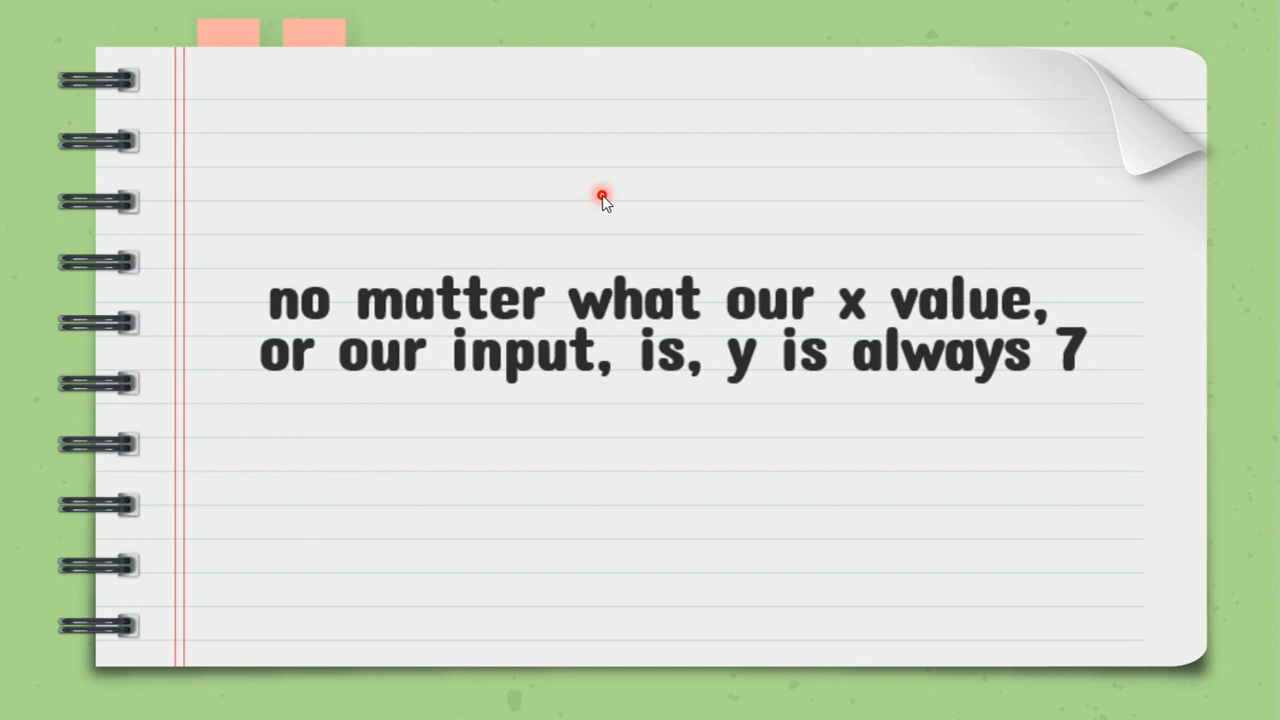 no matter what our x value,
or our input, is, y is always 7